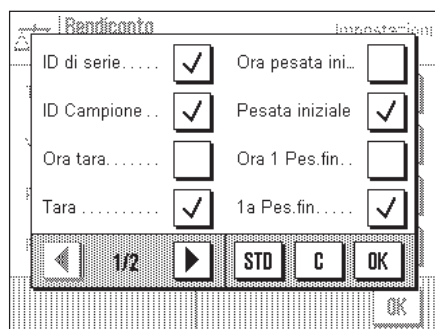 Rendiconto Impostazioni
ID di serie..... Ora pesata ini…
ID Campione .. Pesata iniziale
Ora tara....... Ora 1 Pes.fin..
Tara .......... 1a Pes.fin.....
1/2 STD C OK
OK